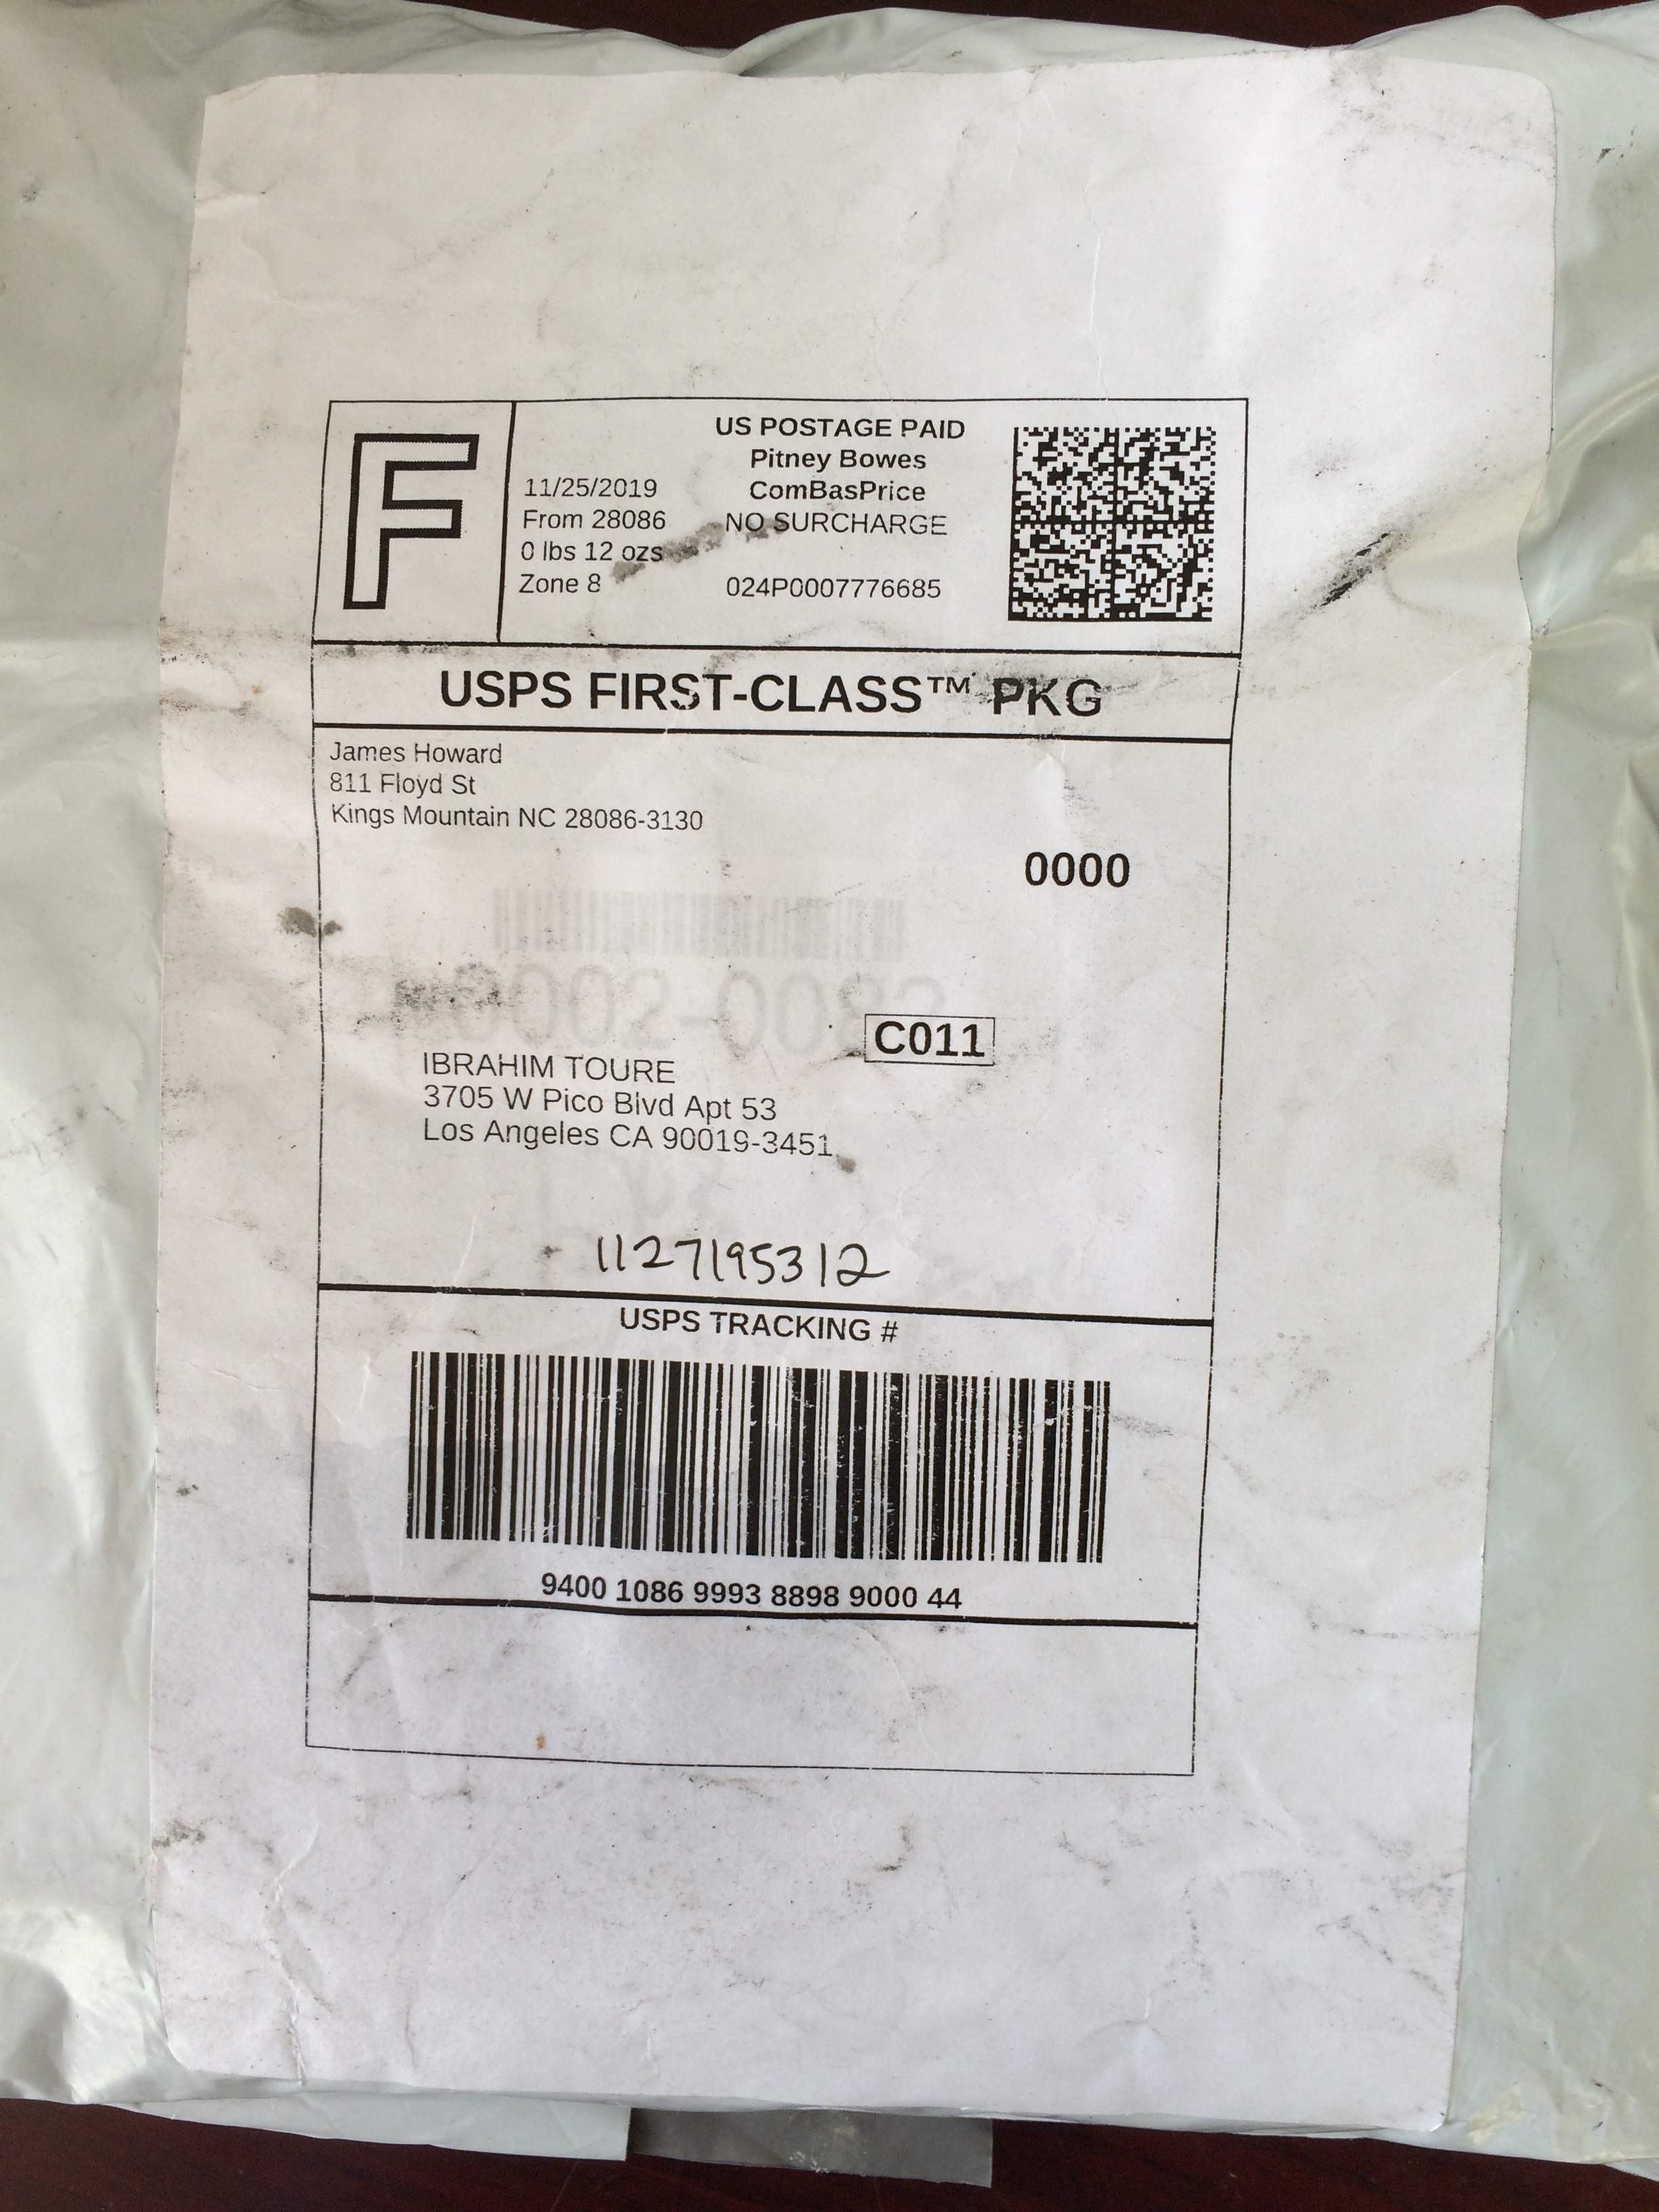 F
US POSTAGE PAID
Pitney Bowes
ComBasPrice
NO SURCHARGE
024P0007776685
11/25/2019
From 28086
0 lbs 12 ozs
Zone 8
USPS FIRST-CLASS™ PKG
James Howard
811 Floyd St
Kings Mountain NC 28086-3130
0000
C011
IBRAHIM TOURE
3705 W Pico Blvd Apt 53
Los Angeles CA 90019-3451
1127195312
USPS TRACKING #
9400 1086 9993 8898 9000 44